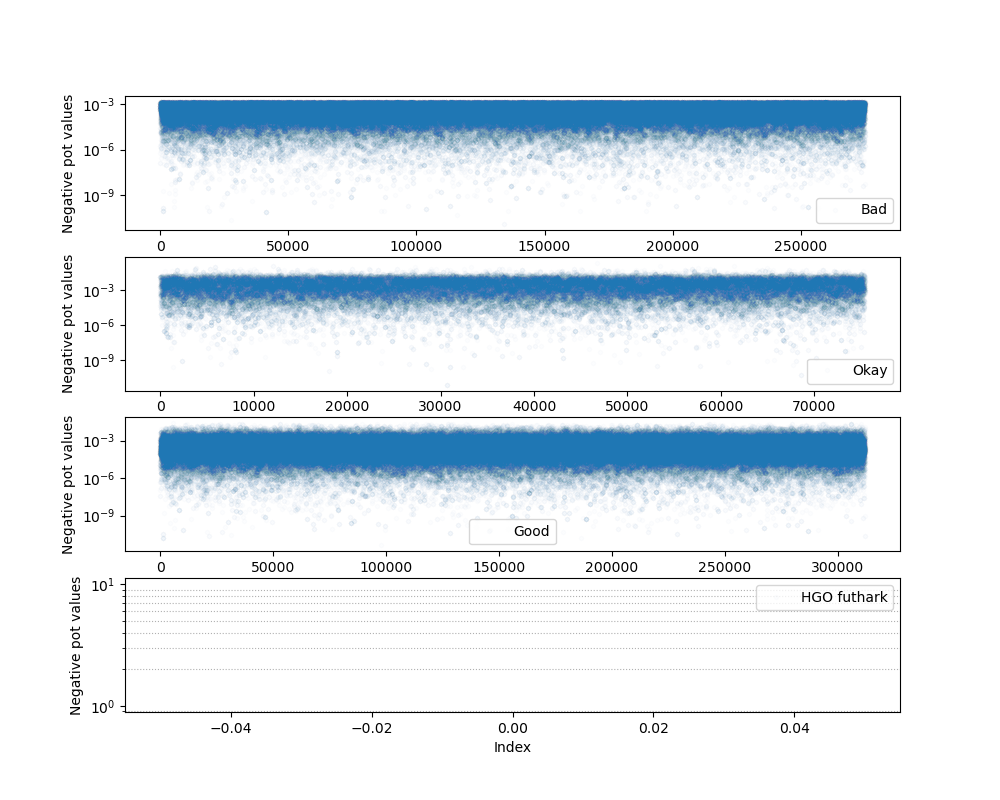 Negative pot values
10⁻³
10⁻⁶
10⁻⁹
Bad
0 50000 100000 150000 200000 250000
Negative pot values
10⁻³
10⁻⁶
10⁻⁹
Okay
0 10000 20000 30000 40000 50000 60000 70000
Negative pot values
10⁻³
10⁻⁶
10⁻⁹
Good
0 50000 100000 150000 200000 250000 300000
Negative pot values
10¹
10⁰
HGO futhark
−0.04 −0.02 0.00 0.02 0.04
Index